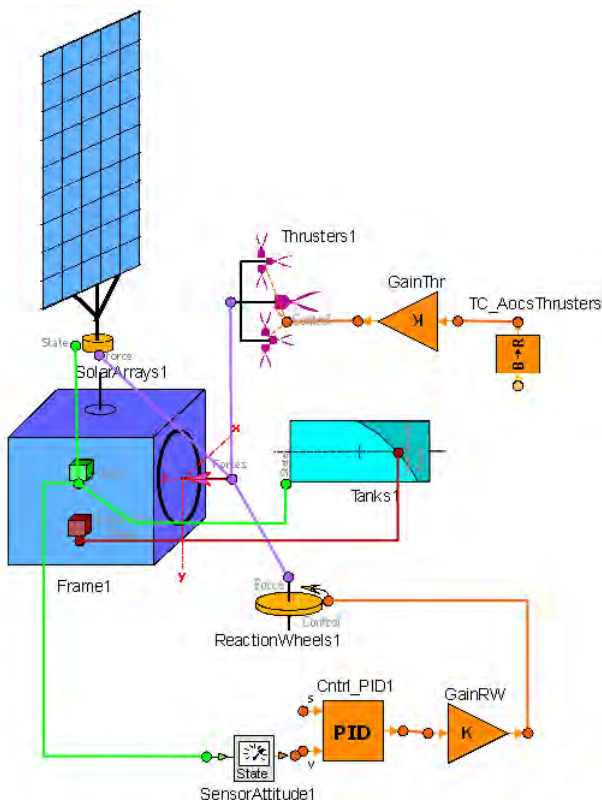 Thrusters1
GainThr
TC_AocsThrusters
K
Control
B→R
State
Force
SolarArrays1
x
Forces
State
Tanks1
y
Frame1
Force
Control
ReactionWheels1
Cntrl_PID1
GainRW
s
PID
K
v
State
SensorAttitude1